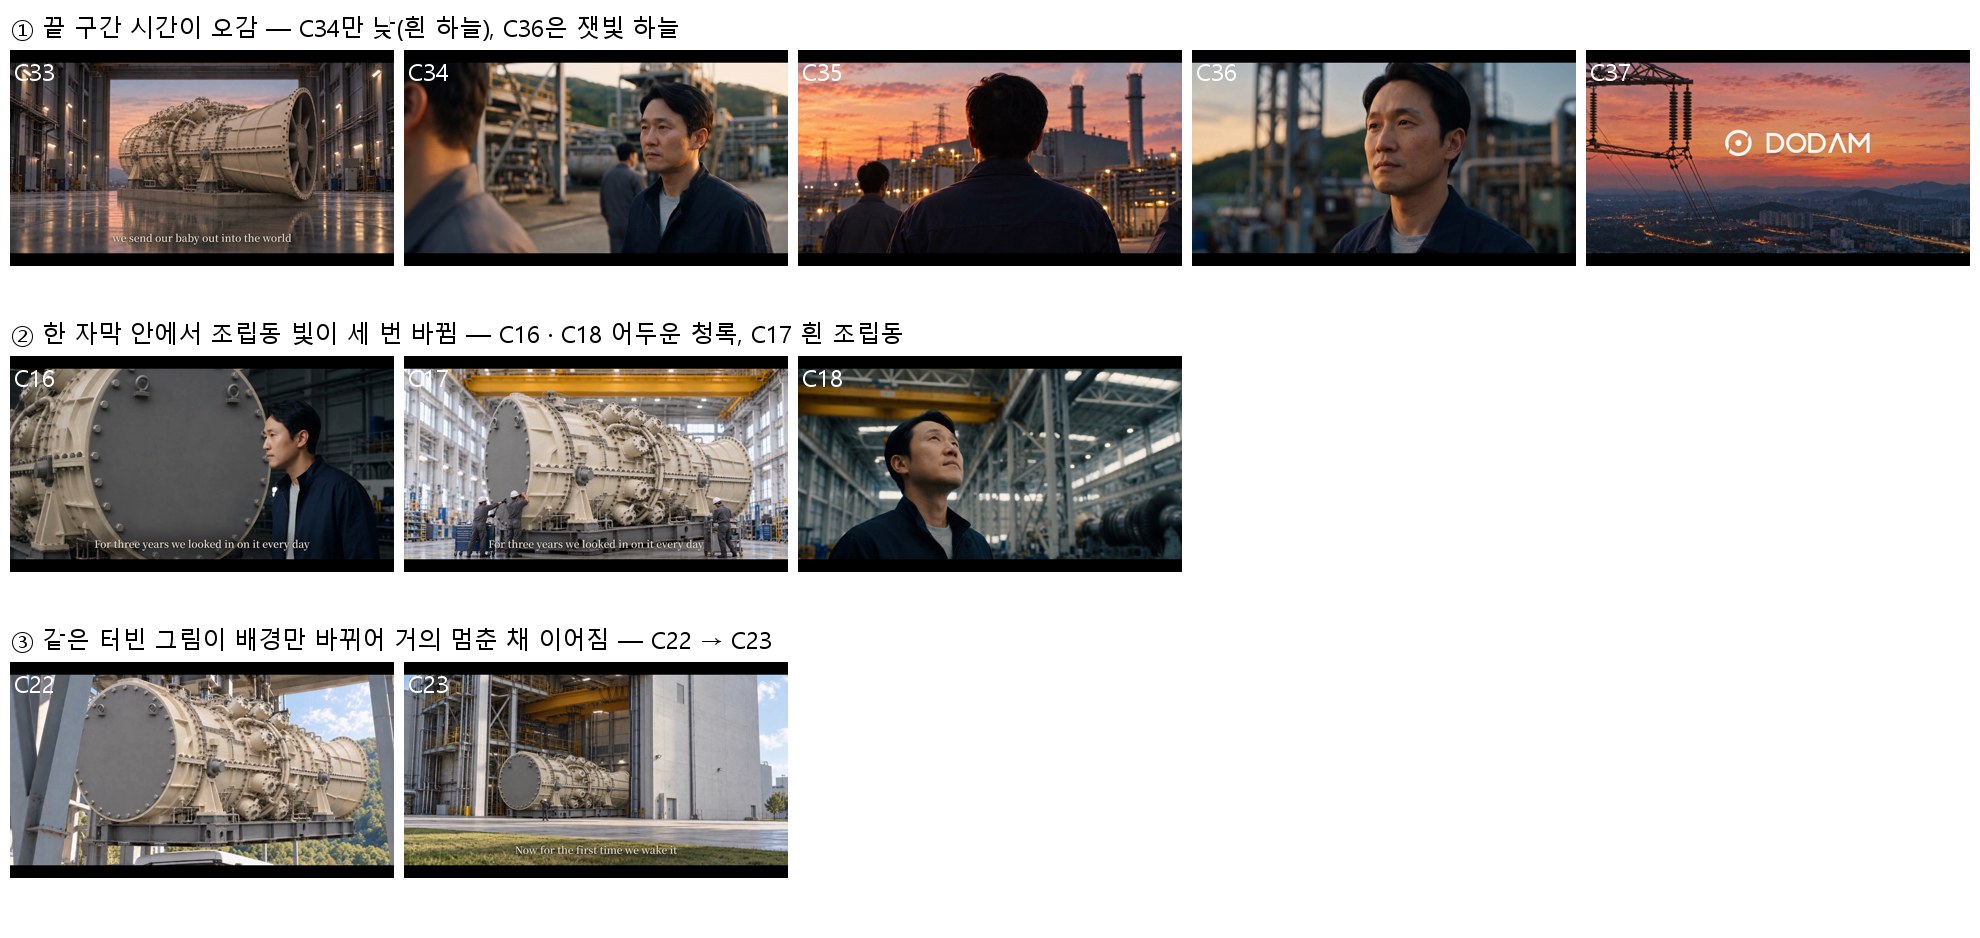 ① 끝 구간 시간이 오감 — C34만 낮(흰 하늘), C36은 잿빛 하늘
C33
C34
C35
C36
C37
DODAM
we send our baby out into the world
② 한 자막 안에서 조립동 빛이 세 번 바뀜 — C16 · C18 어두운 청록, C17 흰 조립동
C16
C17
C18
For three years we looked in on it every day
For three years we looked in on it every day
③ 같은 터빈 그림이 배경만 바뀌어 거의 멈춘 채 이어짐 — C22 → C23
C22
C23
Now for the first time we wake it